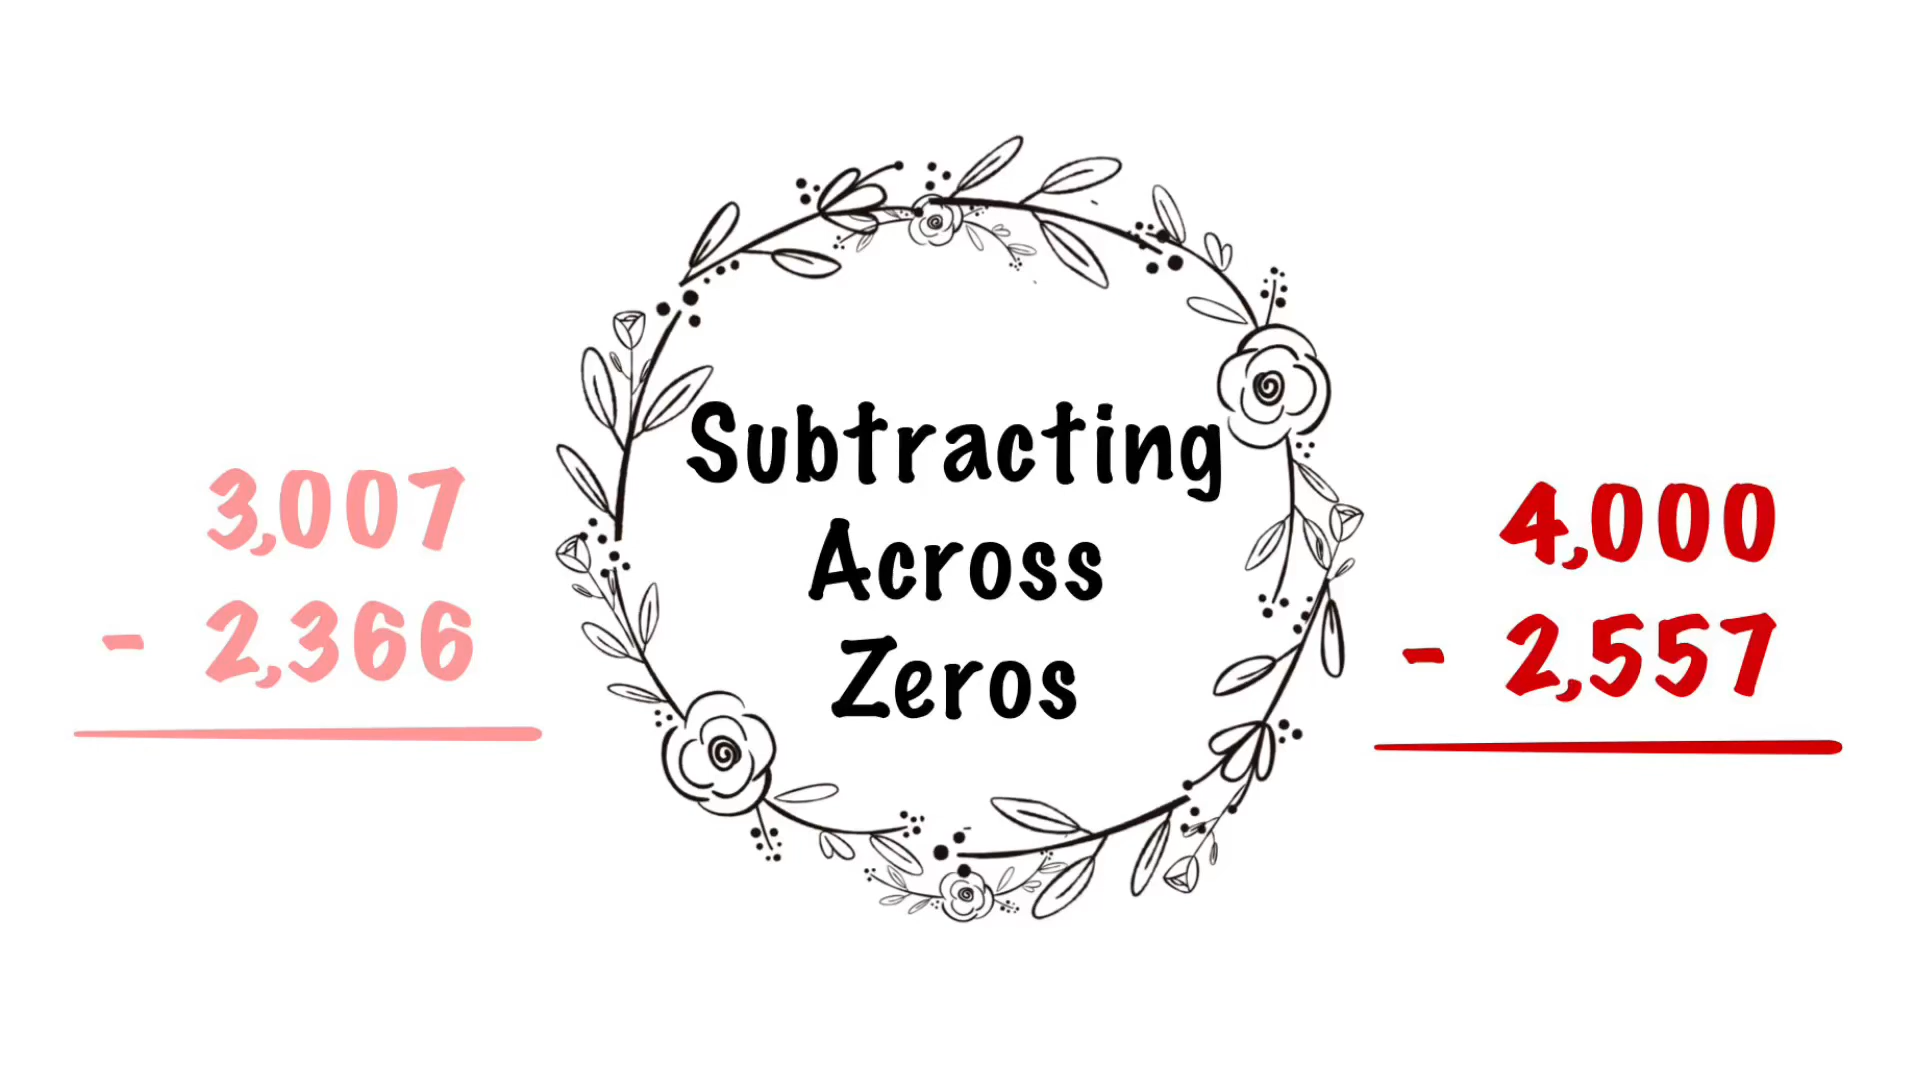 Subtracting
Across
Zeros
3,007
- 2,366
4,000
- 2,557